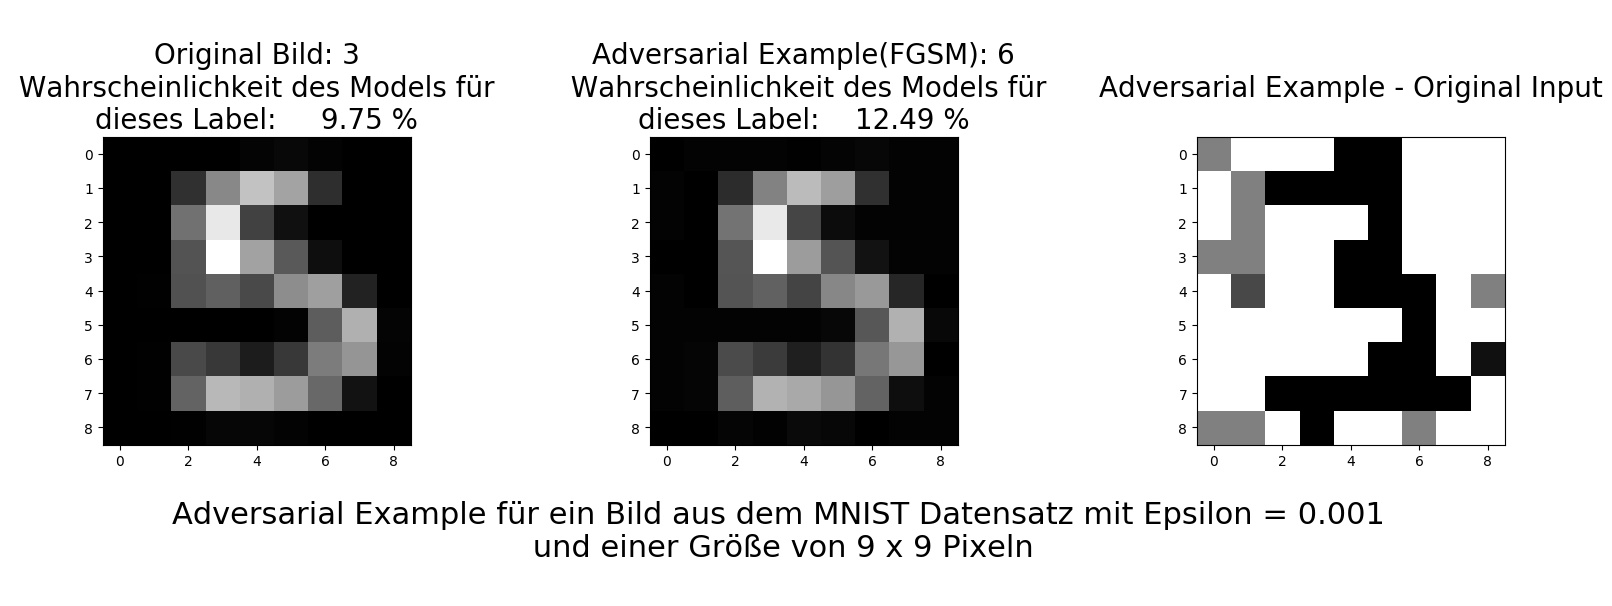 Original Bild: 3
Wahrscheinlichkeit des Models für
dieses Label: 9.75 %
Adversarial Example(FGSM): 6
Wahrscheinlichkeit des Models für
dieses Label: 12.49 %
Adversarial Example - Original Input
0
1
2
3
4
5
6
7
8
0 2 4 6 8
0
1
2
3
4
5
6
7
8
0 2 4 6 8
0
1
2
3
4
5
6
7
8
0 2 4 6 8
Adversarial Example für ein Bild aus dem MNIST Datensatz mit Epsilon = 0.001
und einer Größe von 9 x 9 Pixeln